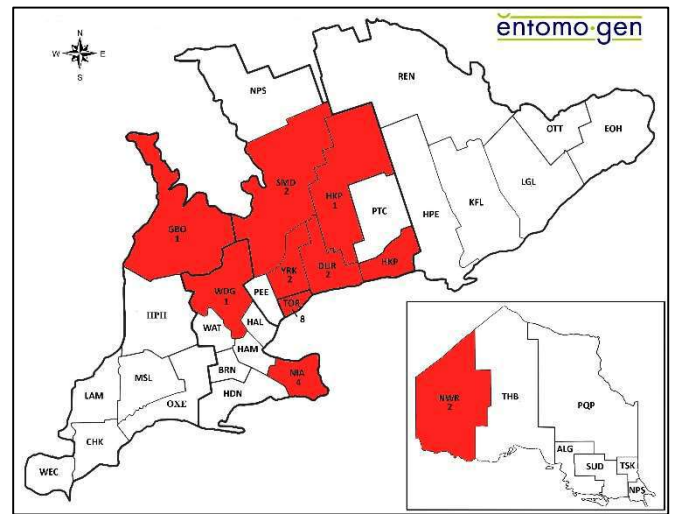 ėntomo·gen
N
W E
S
NPS
REN
OTT
EOH
SMD
2
HKP
1
LGL
GBO
1
PTC
HPE
KFL
YRK
2
DUR
2
HKP
WDG
1
PEE
TOR
8
HAL
WAT
HAM
BRN
NIA
4
MSL
OXE
HDN
LAM
CHK
WEC
NWR
2
THB
PQP
ALG
SUD
TSK
NPS